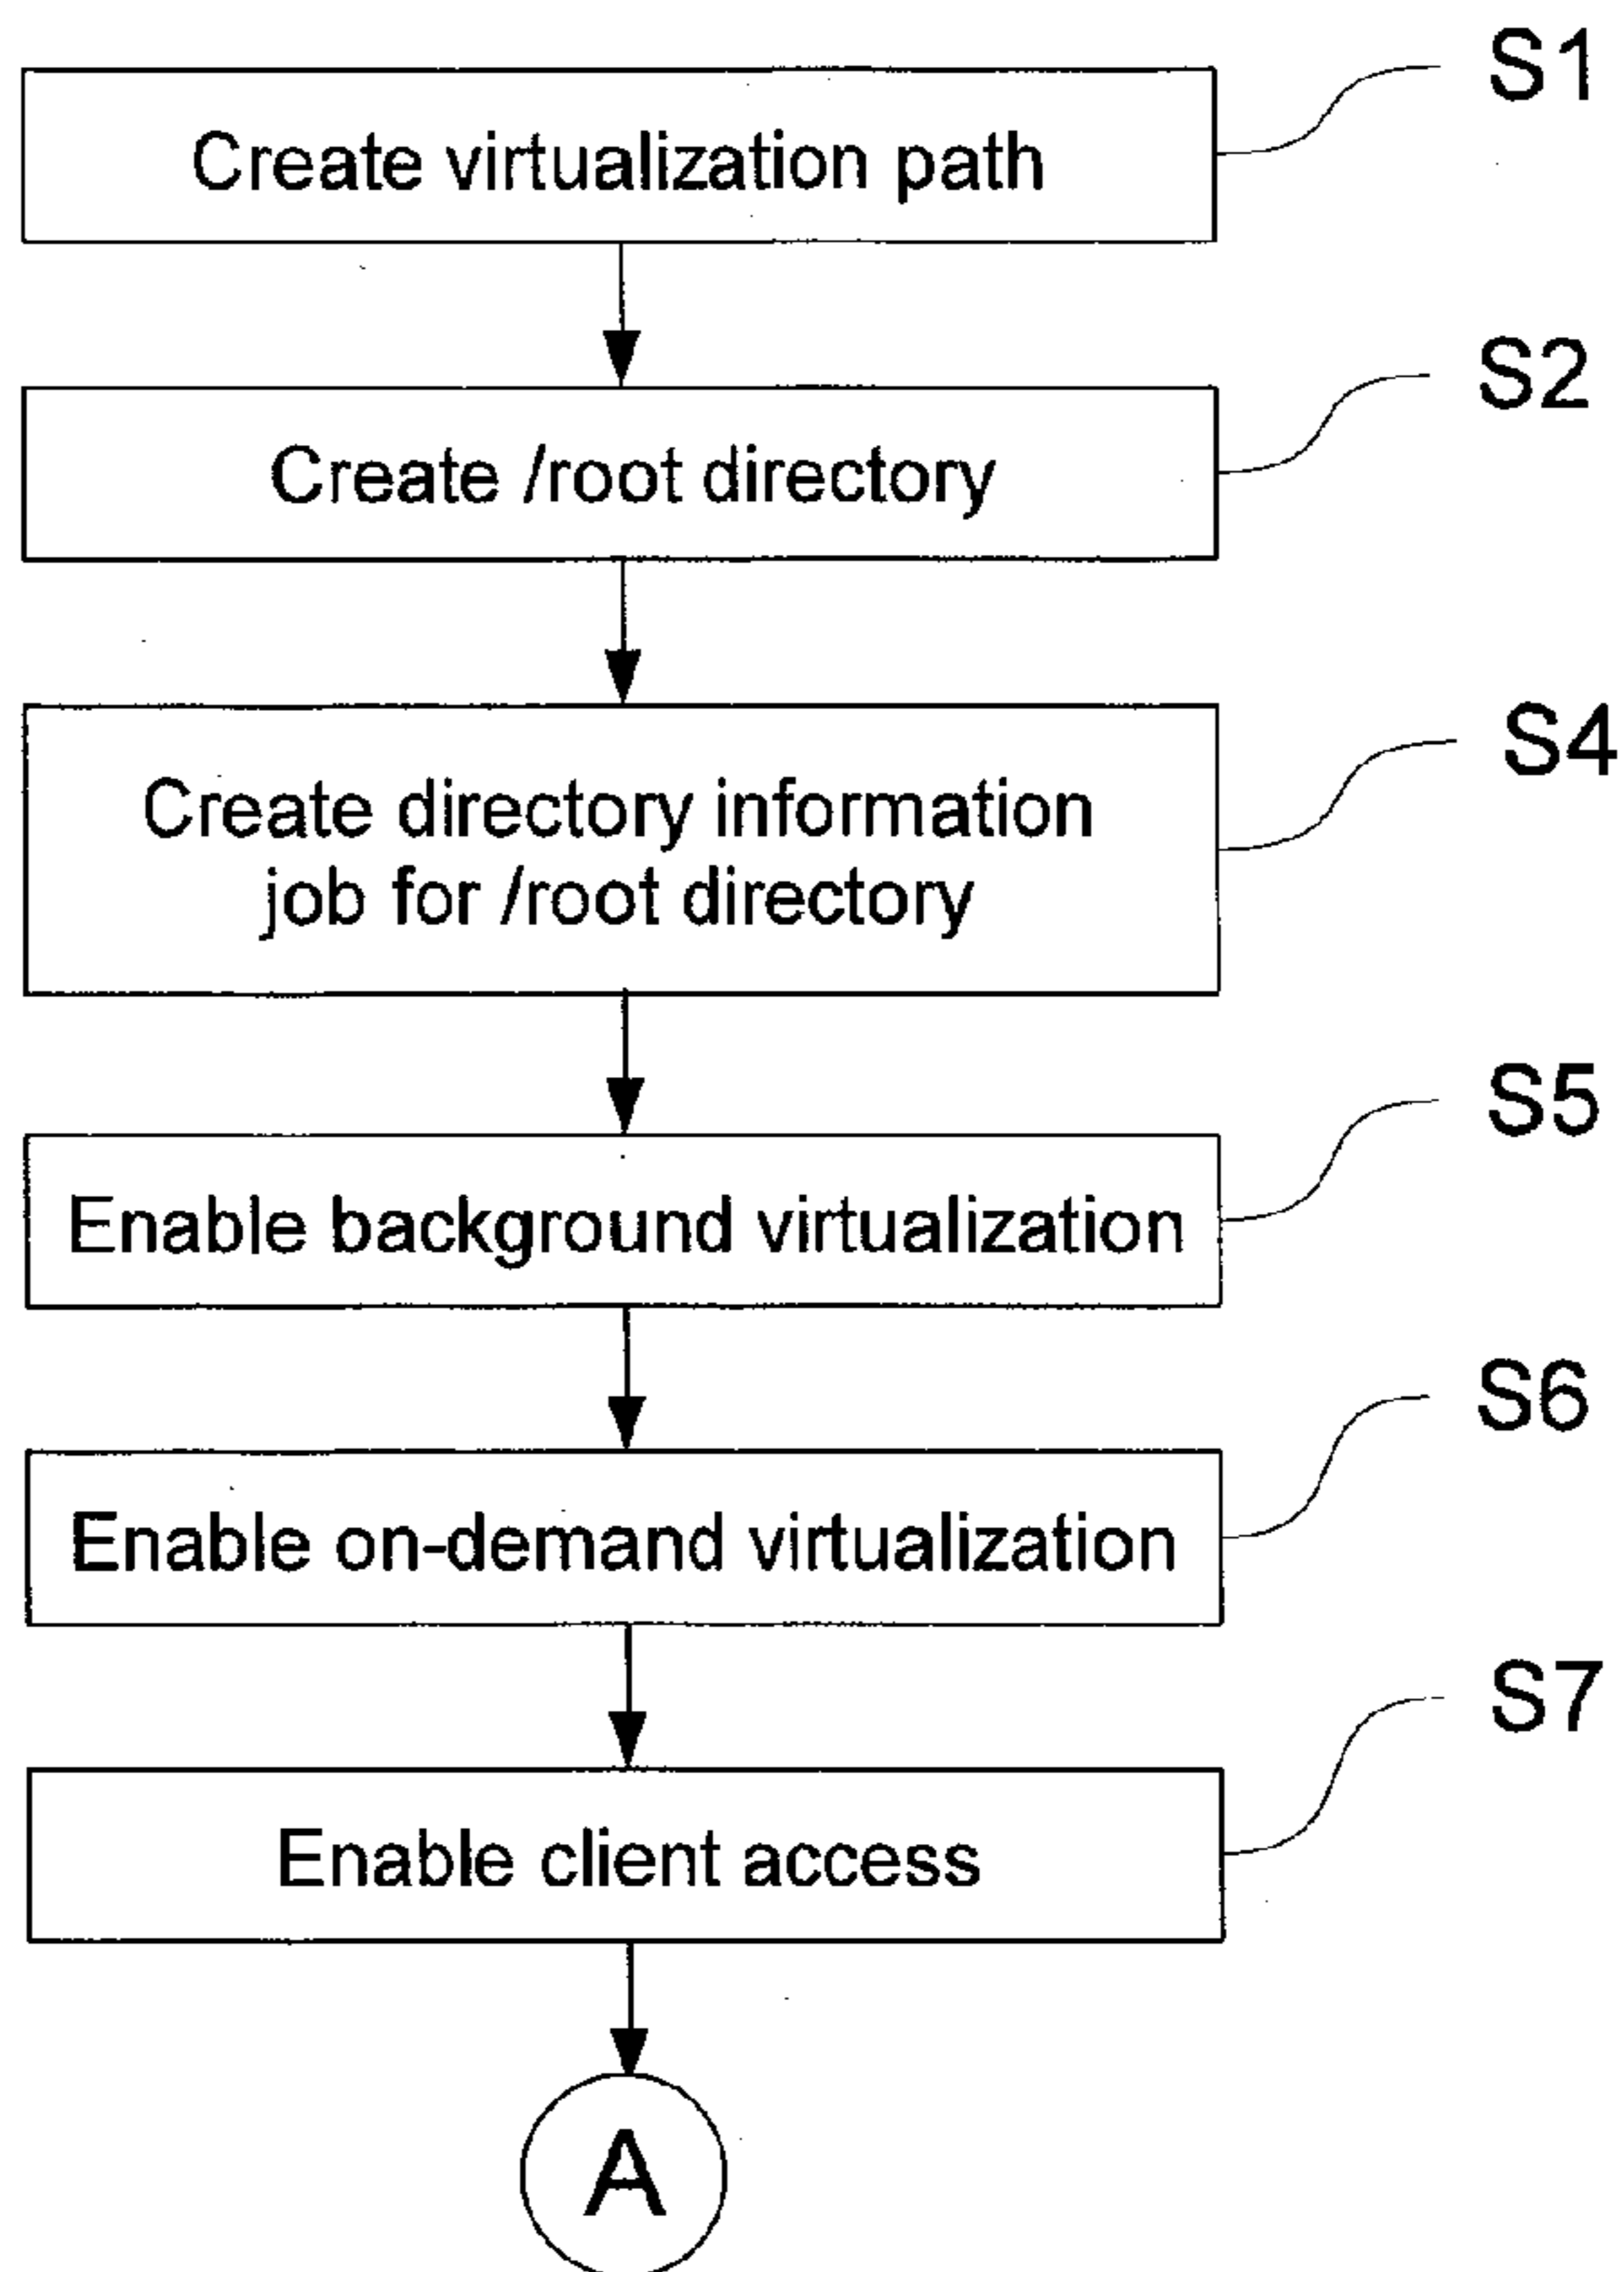 Create virtualization path
S1
Create /root directory
S2
Create directory information
job for /root directory
S4
Enable background virtualization
S5
Enable on-demand virtualization
S6
Enable client access
S7
A